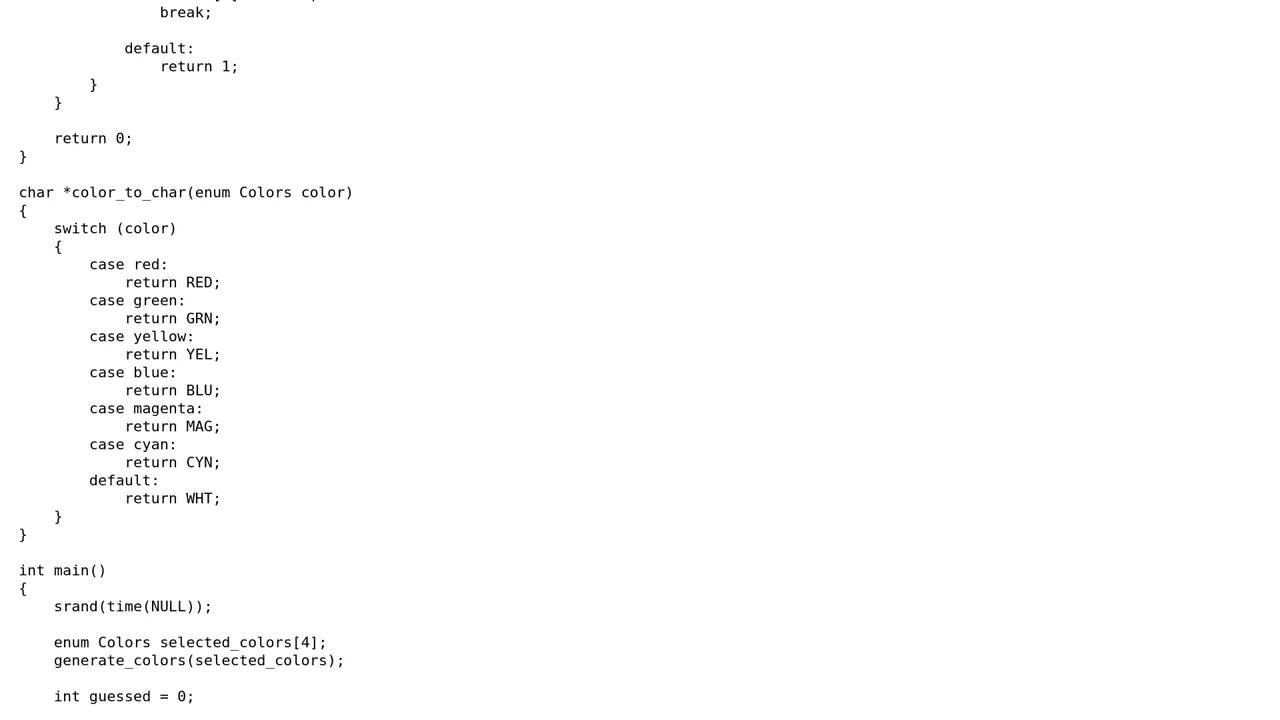 break;

            default:
                return 1;
        }
    }

    return 0;
}

char *color_to_char(enum Colors color)
{
    switch (color)
    {
        case red:
            return RED;
        case green:
            return GRN;
        case yellow:
            return YEL;
        case blue:
            return BLU;
        case magenta:
            return MAG;
        case cyan:
            return CYN;
        default:
            return WHT;
    }
}

int main()
{
    srand(time(NULL));

    enum Colors selected_colors[4];
    generate_colors(selected_colors);

    int guessed = 0;